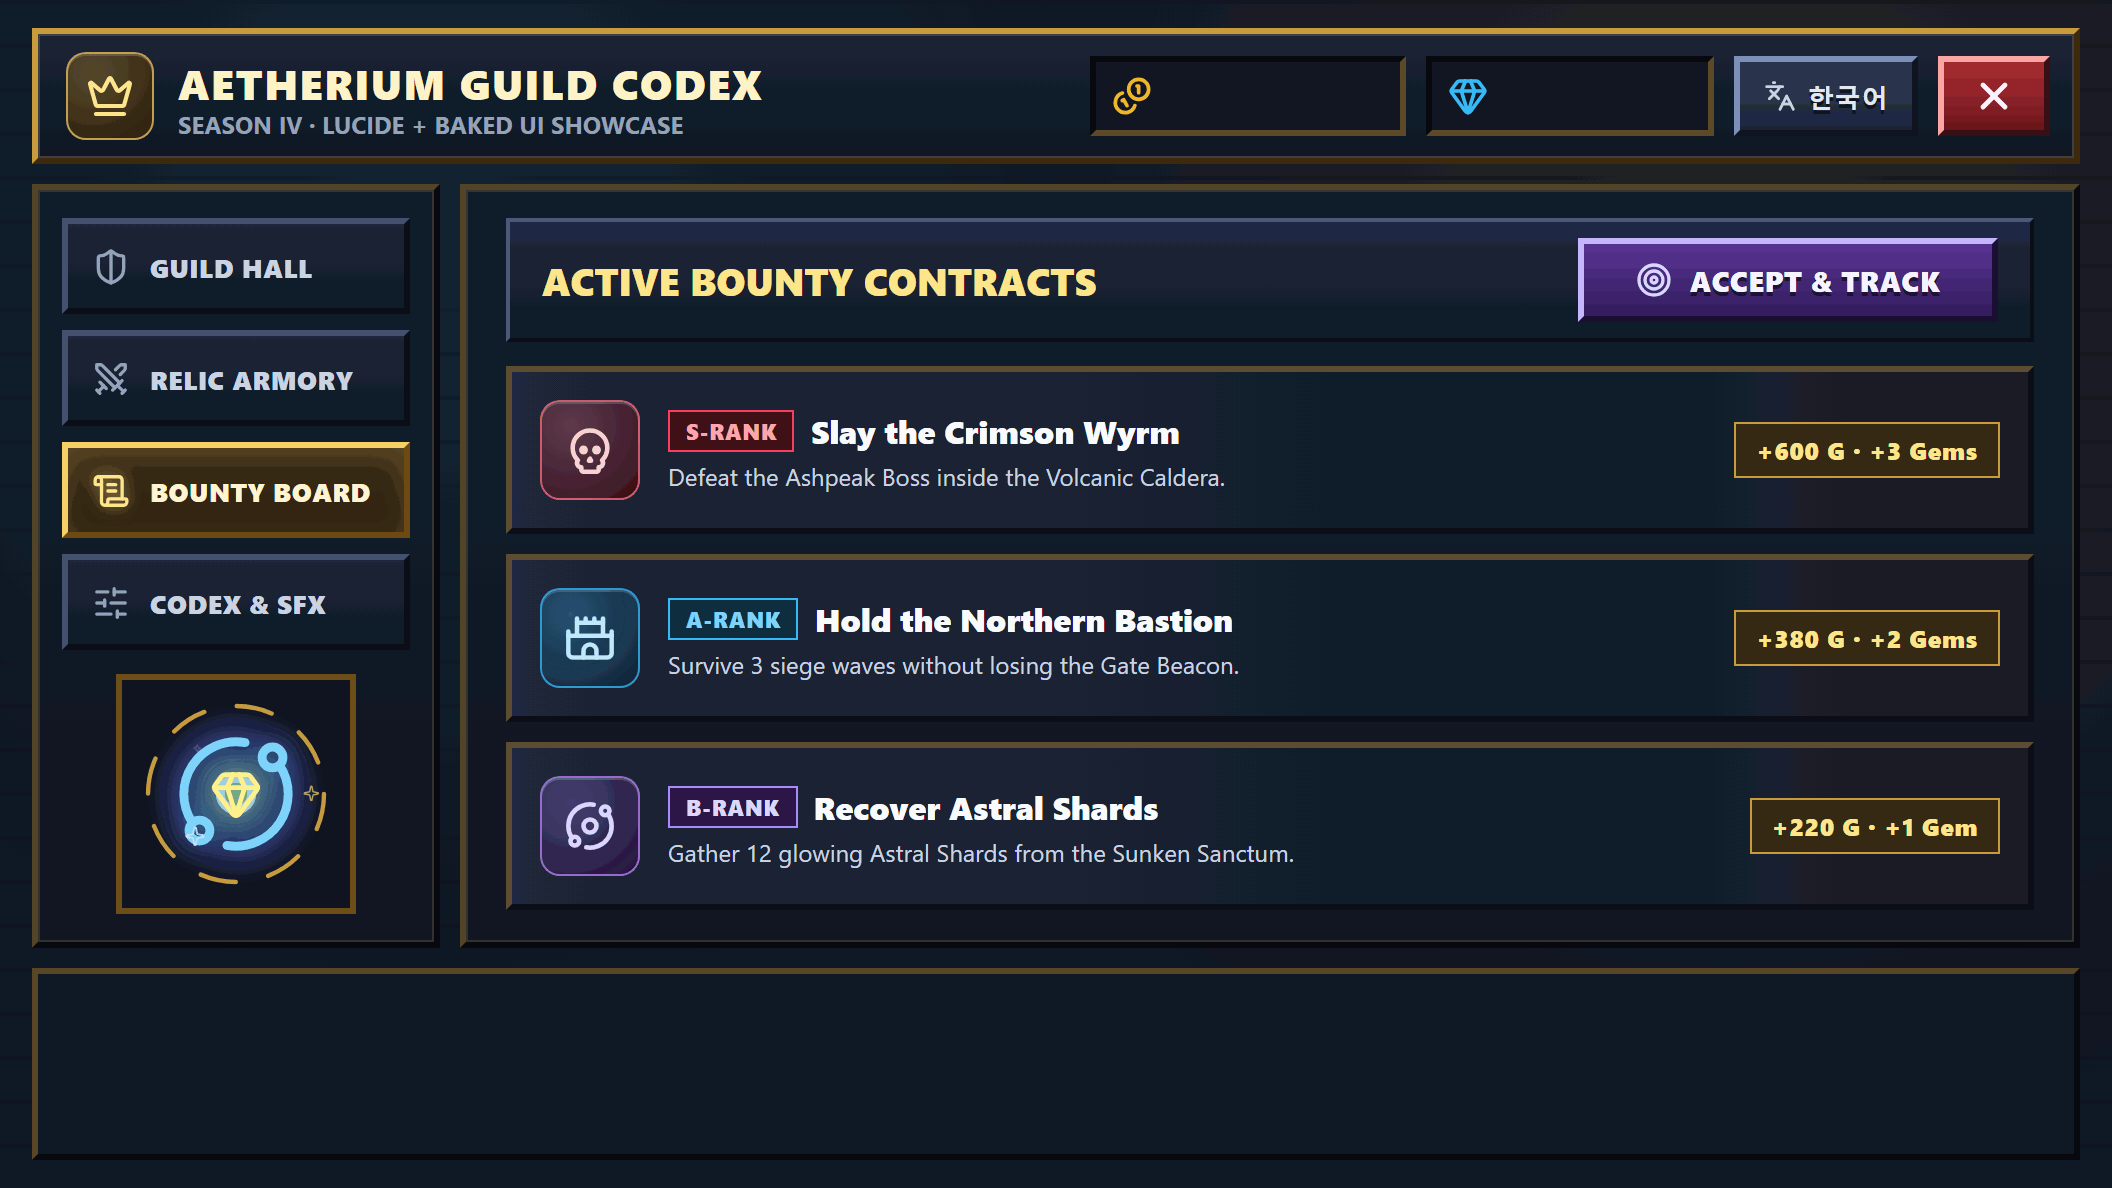 AETHERIUM GUILD CODEX
SEASON IV · LUCIDE + BAKED UI SHOWCASE
한국어
GUILD HALL
RELIC ARMORY
BOUNTY BOARD
CODEX & SFX
ACTIVE BOUNTY CONTRACTS
ACCEPT & TRACK
S-RANK Slay the Crimson Wyrm
Defeat the Ashpeak Boss inside the Volcanic Caldera.
+600 G · +3 Gems
A-RANK Hold the Northern Bastion
Survive 3 siege waves without losing the Gate Beacon.
+380 G · +2 Gems
B-RANK Recover Astral Shards
Gather 12 glowing Astral Shards from the Sunken Sanctum.
+220 G · +1 Gem